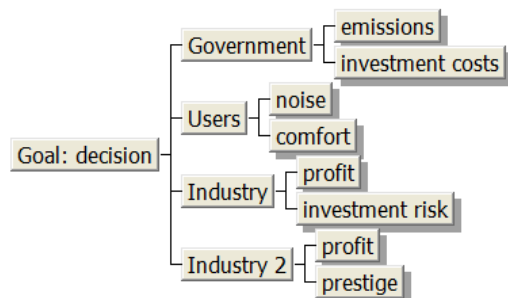 emissions
Government
investment costs
noise
Users
comfort
Goal: decision
profit
Industry
investment risk
profit
Industry 2
prestige